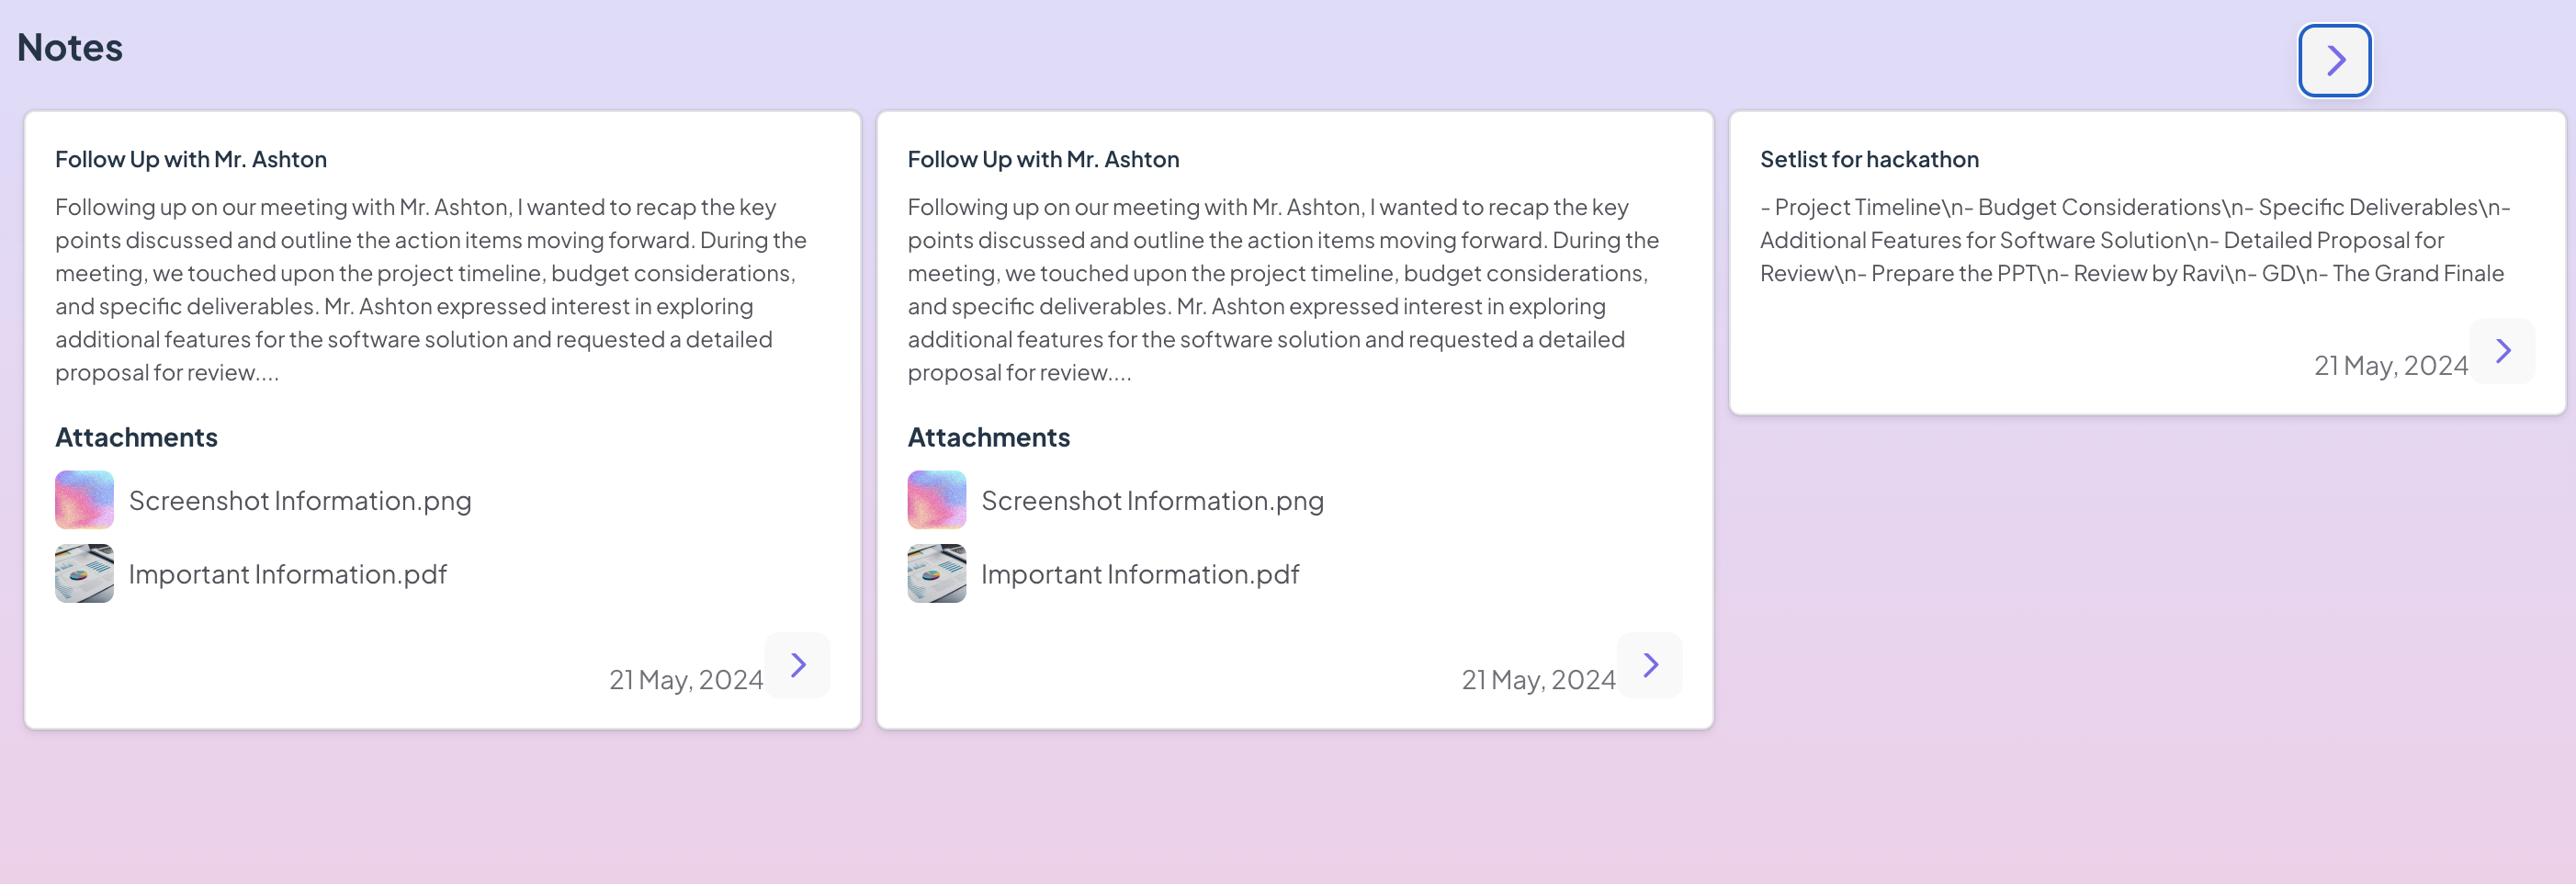 Notes
Follow Up with Mr. Ashton
Following up on our meeting with Mr. Ashton, I wanted to recap the key
points discussed and outline the action items moving forward. During the
meeting, we touched upon the project timeline, budget considerations,
and specific deliverables. Mr. Ashton expressed interest in exploring
additional features for the software solution and requested a detailed
proposal for review....
Attachments
Screenshot Information.png
Important Information.pdf
21 May, 2024
Follow Up with Mr. Ashton
Following up on our meeting with Mr. Ashton, I wanted to recap the key
points discussed and outline the action items moving forward. During the
meeting, we touched upon the project timeline, budget considerations,
and specific deliverables. Mr. Ashton expressed interest in exploring
additional features for the software solution and requested a detailed
proposal for review....
Attachments
Screenshot Information.png
Important Information.pdf
21 May, 2024
Setlist for hackathon
- Project Timeline\n- Budget Considerations\n- Specific Deliverables\n-
Additional Features for Software Solution\n- Detailed Proposal for
Review\n- Prepare the PPT\n- Review by Ravi\n- GD\n- The Grand Finale
21 May, 2024